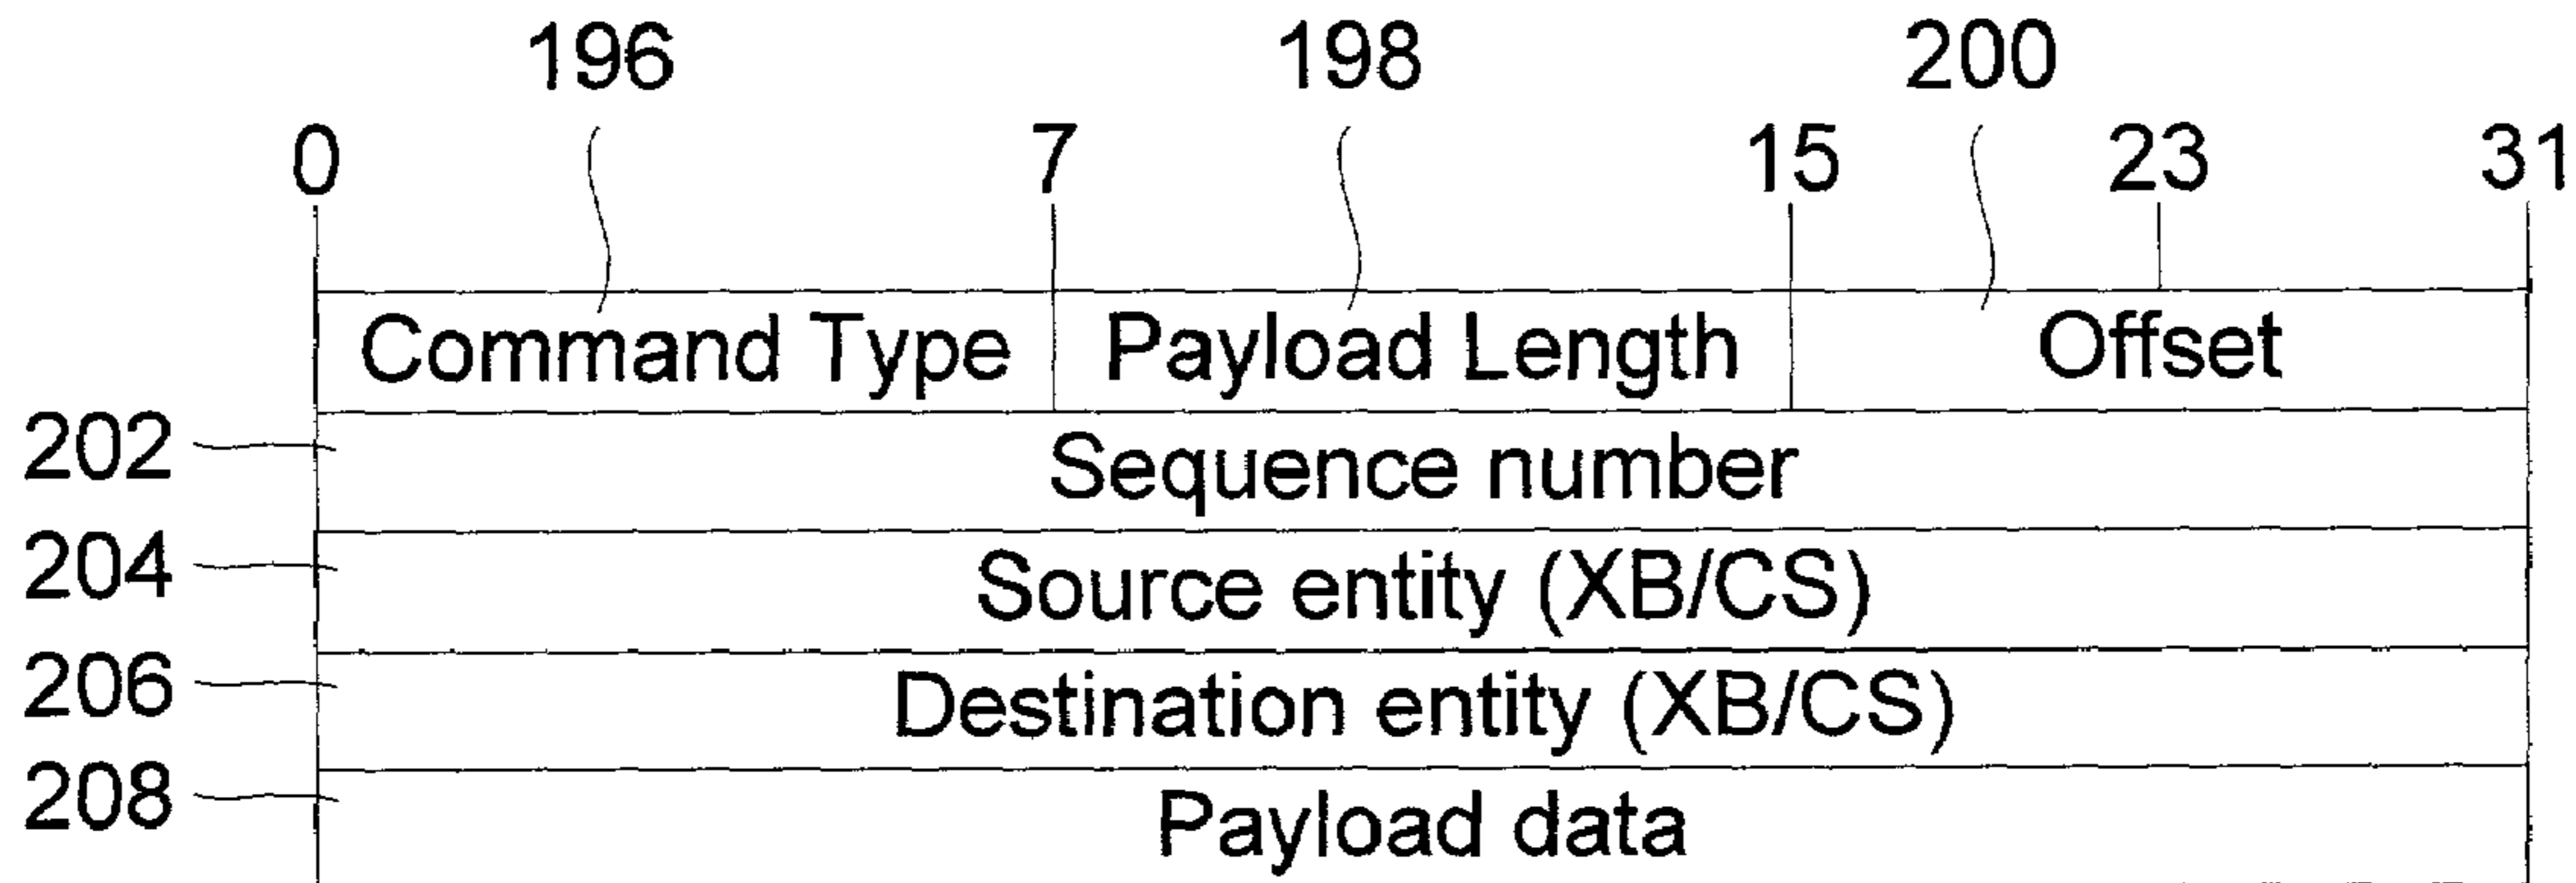 196 198 200
0 7 15 23 31
Command Type Payload Length Offset
202 Sequence number
204 Source entity (XB/CS)
206 Destination entity (XB/CS)
208 Payload data